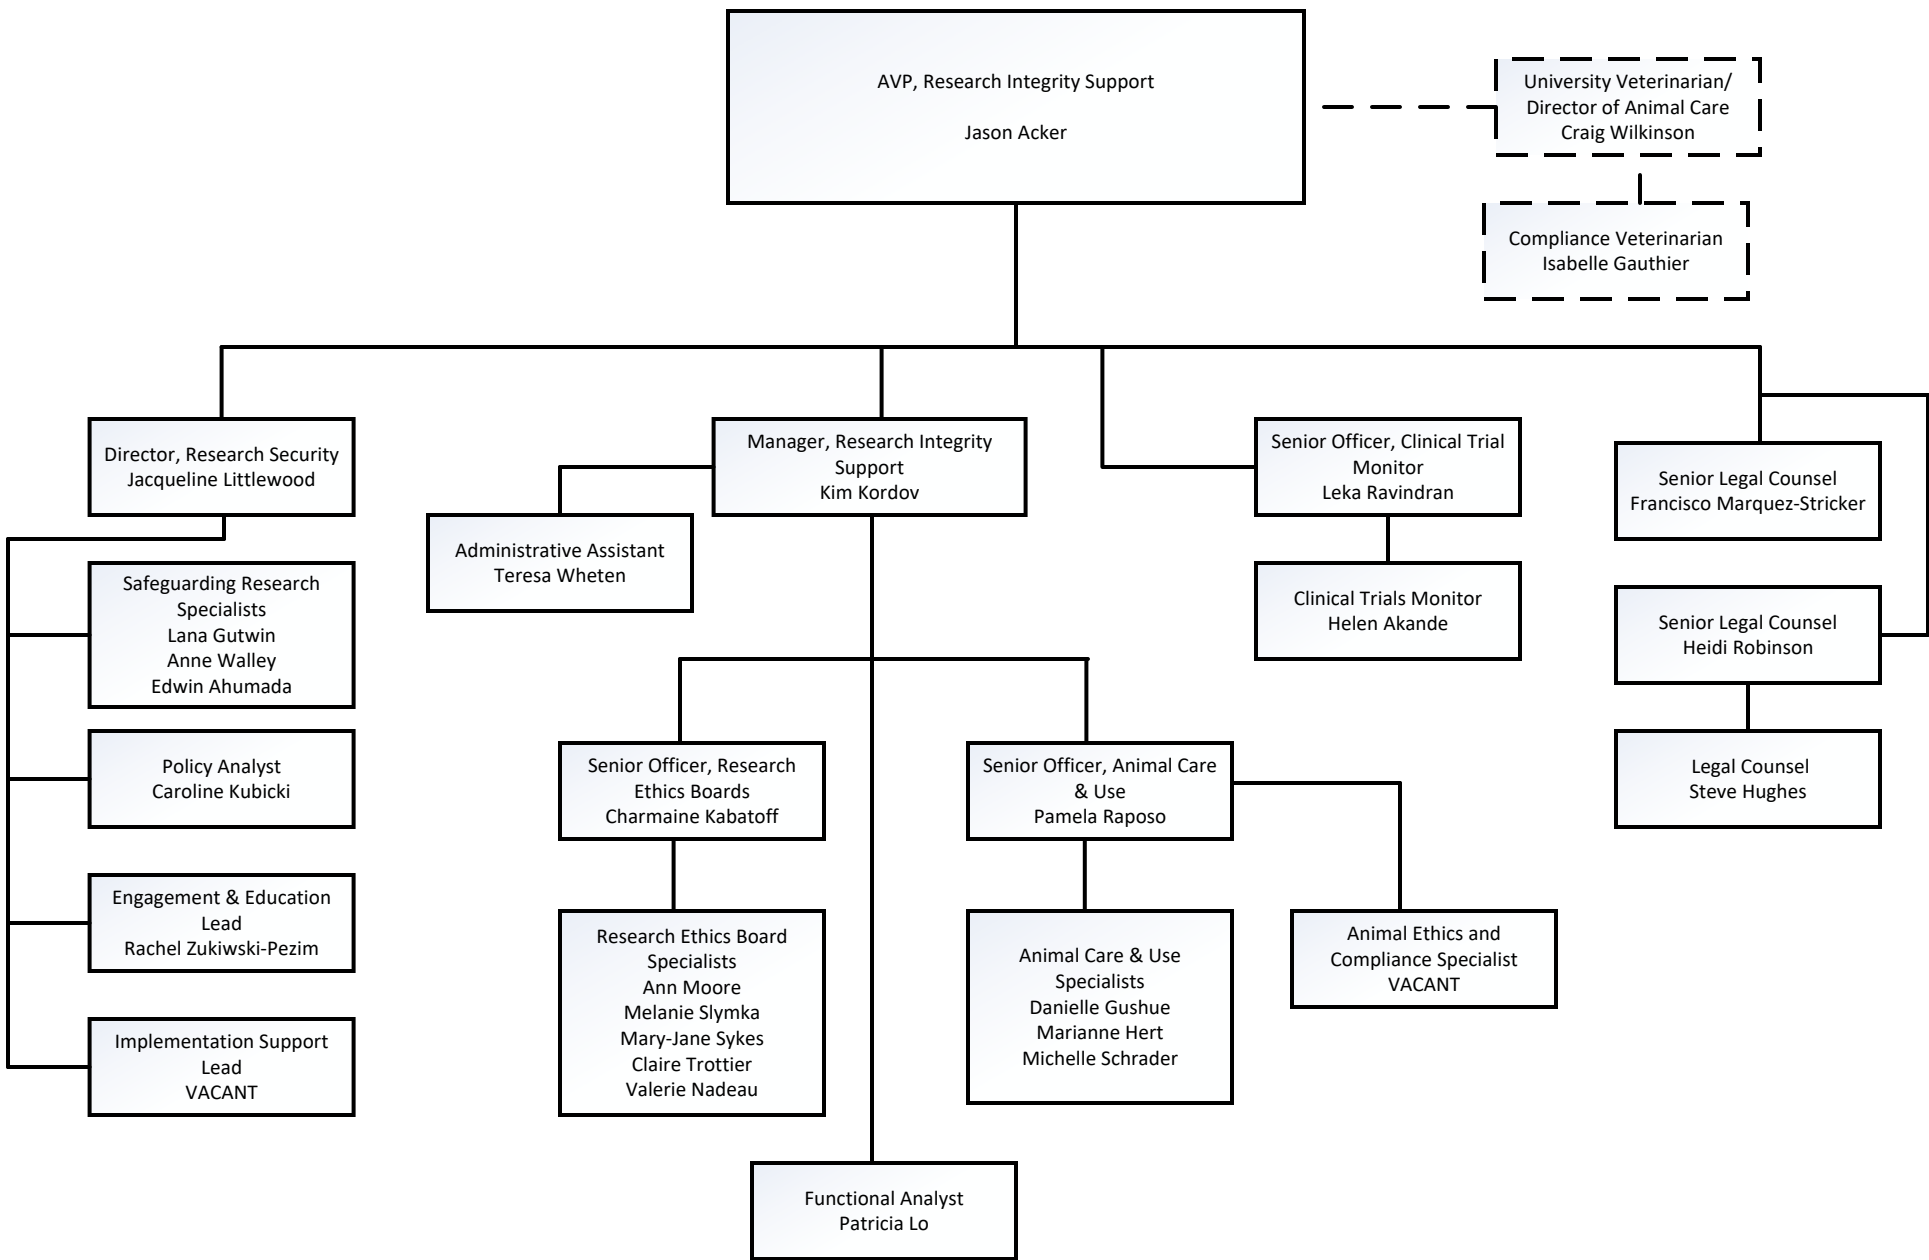 AVP, Research Integrity Support
Jason Acker
University Veterinarian/
Director of Animal Care
Craig Wilkinson
Compliance Veterinarian
Isabelle Gauthier
Director, Research Security
Jacqueline Littlewood
Safeguarding Research
Specialists
Lana Gutwin
Anne Walley
Edwin Ahumada
Policy Analyst
Caroline Kubicki
Engagement & Education
Lead
Rachel Zukiwski-Pezim
Implementation Support
Lead
VACANT
Manager, Research Integrity
Support
Kim Kordov
Administrative Assistant
Teresa Wheten
Senior Officer, Research
Ethics Boards
Charmaine Kabatoff
Research Ethics Board
Specialists
Ann Moore
Melanie Slymka
Mary-Jane Sykes
Claire Trottier
Valerie Nadeau
Senior Officer, Animal Care
& Use
Pamela Raposo
Animal Care & Use
Specialists
Danielle Gushue
Marianne Hert
Michelle Schrader
Animal Ethics and
Compliance Specialist
VACANT
Functional Analyst
Patricia Lo
Senior Officer, Clinical Trial
Monitor
Leka Ravindran
Clinical Trials Monitor
Helen Akande
Senior Legal Counsel
Francisco Marquez-Stricker
Senior Legal Counsel
Heidi Robinson
Legal Counsel
Steve Hughes